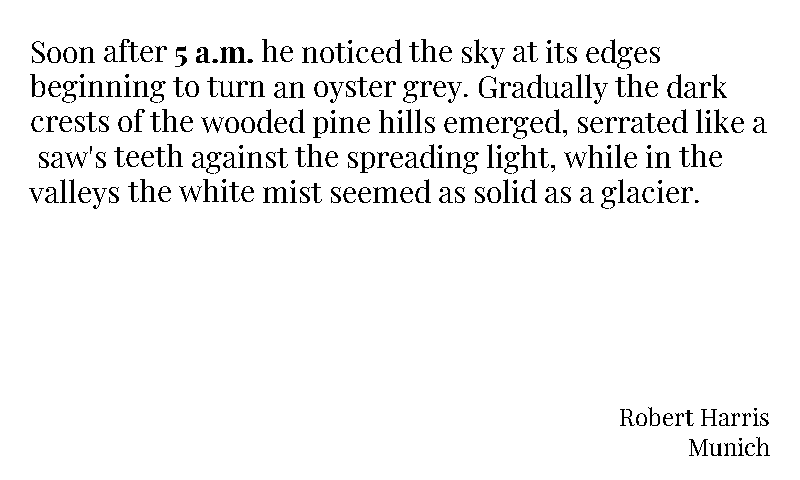 Soon after 5 a.m. he noticed the sky at its edges
beginning to turn an oyster grey. Gradually the dark
crests of the wooded pine hills emerged, serrated like a
saw's teeth against the spreading light, while in the
valleys the white mist seemed as solid as a glacier.
Robert Harris
Munich